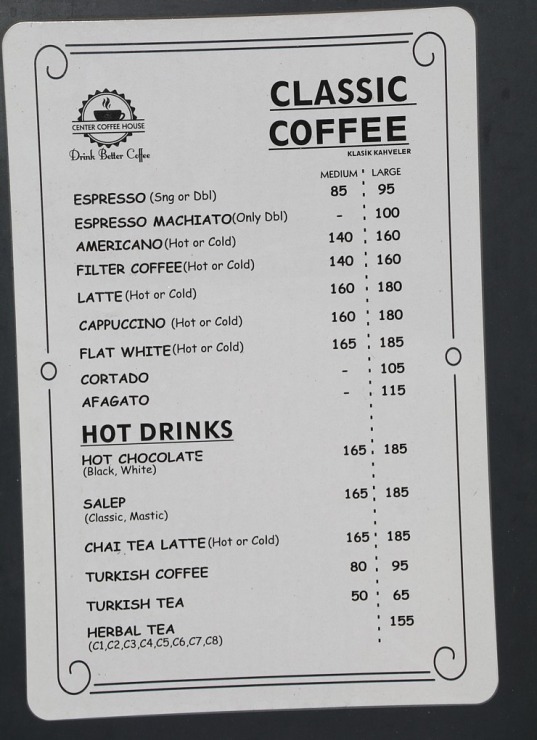 CENTER COFFEE HOUSE
Drink Better Coffee
CLASSIC
COFFEE
KLASİK KAHVELER
MEDIUM LARGE
ESPRESSO (Sng or Dbl) 85 95
ESPRESSO MACHIATO(Only Dbl) - 100
AMERICANO(Hot or Cold) 140 160
FILTER COFFEE(Hot or Cold) 140 160
LATTE (Hot or Cold) 160 180
CAPPUCCINO (Hot or Cold) 160 180
FLAT WHITE(Hot or Cold) 165 185
CORTADO - 105
AFAGATO - 115
HOT DRINKS
HOT CHOCOLATE 165 185
(Black, White)
SALEP 165 185
(Classic, Mastic)
CHAI TEA LATTE(Hot or Cold) 165 185
TURKISH COFFEE 80 95
TURKISH TEA 50 65
HERBAL TEA 155
(C1,C2,C3,C4,C5,C6,C7,C8)